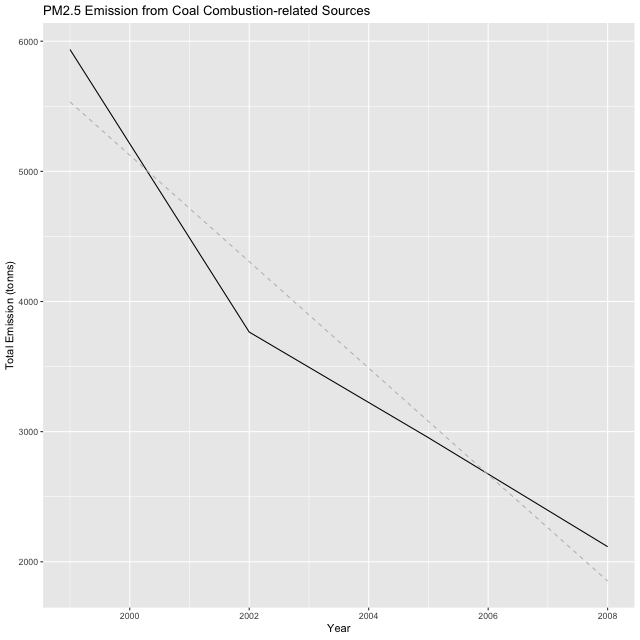 PM2.5 Emission from Coal Combustion-related Sources
6000
5000
4000
3000
2000
Total Emission (tonns)
2000 2002 2004 2006 2008
Year